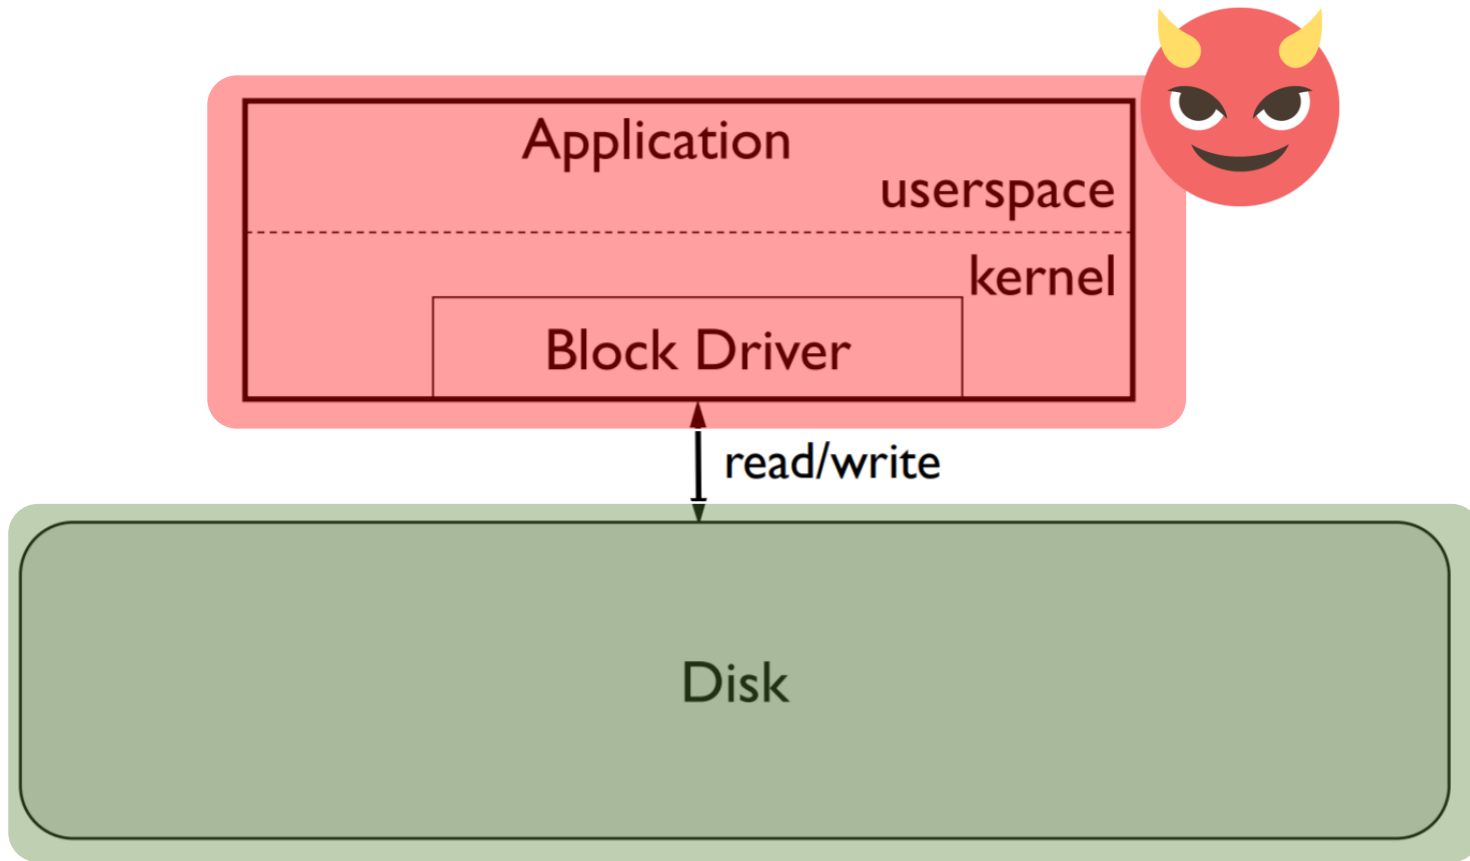 Application
userspace
kernel
Block Driver
read/write
Disk